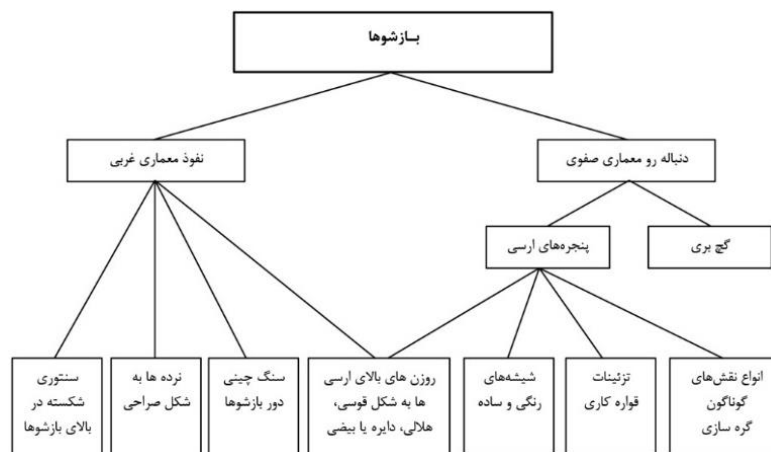 بـازشوها
دنباله رو معماری صفوی
نفوذ معماری غربی
گچ بری
پنجره‌های ارسی
انواع نقش‌های
گوناگون
گره سازی
تزئینات
قواره کاری
شیشه‌های
رنگی و ساده
روزن های بالای ارسی
ها به شکل قوسی،
هلالی، دایره یا بیضی
سنگ چینی
دور بازشوها
نرده ها به
شکل صراحی
سنتوری
شکسته در
بالای بازشوها